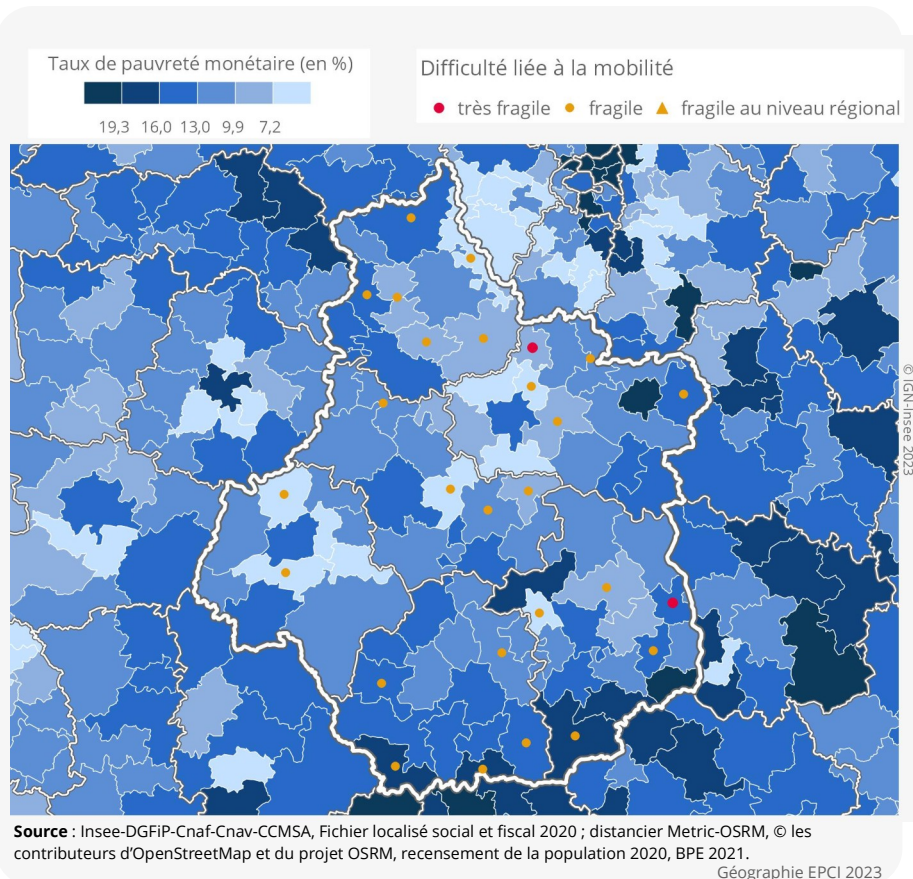 Taux de pauvreté monétaire (en %)
19,3 16,0 13,0 9,9 7,2
Difficulté liée à la mobilité
très fragile fragile fragile au niveau régional
© IGN-Insee 2023
Source : Insee-DGFiP-Cnaf-Cnav-CCMSA, Fichier localisé social et fiscal 2020 ; distancier Metric-OSRM, © les
contributeurs d'OpenStreetMap et du projet OSRM, recensement de la population 2020, BPE 2021.
Géographie EPCI 2023